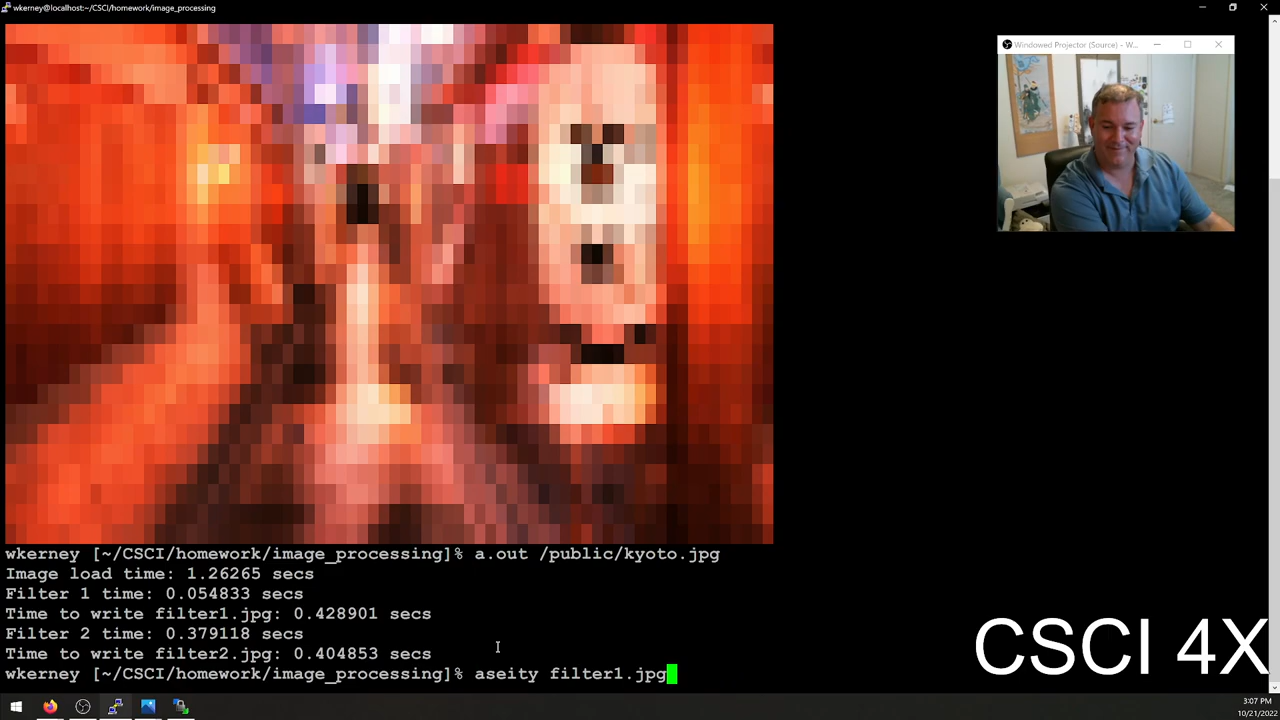 wkerney@localhost:~/CSCI/homework/image_processing
Windowed Projector (Source) - W...
wkerney [~/CSCI/homework/image_processing]% a.out /public/kyoto.jpg
Image load time: 1.26265 secs
Filter 1 time: 0.054833 secs
Time to write filter1.jpg: 0.428901 secs
Filter 2 time: 0.379118 secs
Time to write filter2.jpg: 0.404853 secs
wkerney [~/CSCI/homework/image_processing]% aseity filter1.jpg
CSCI 4X
3:07 PM
10/21/2022